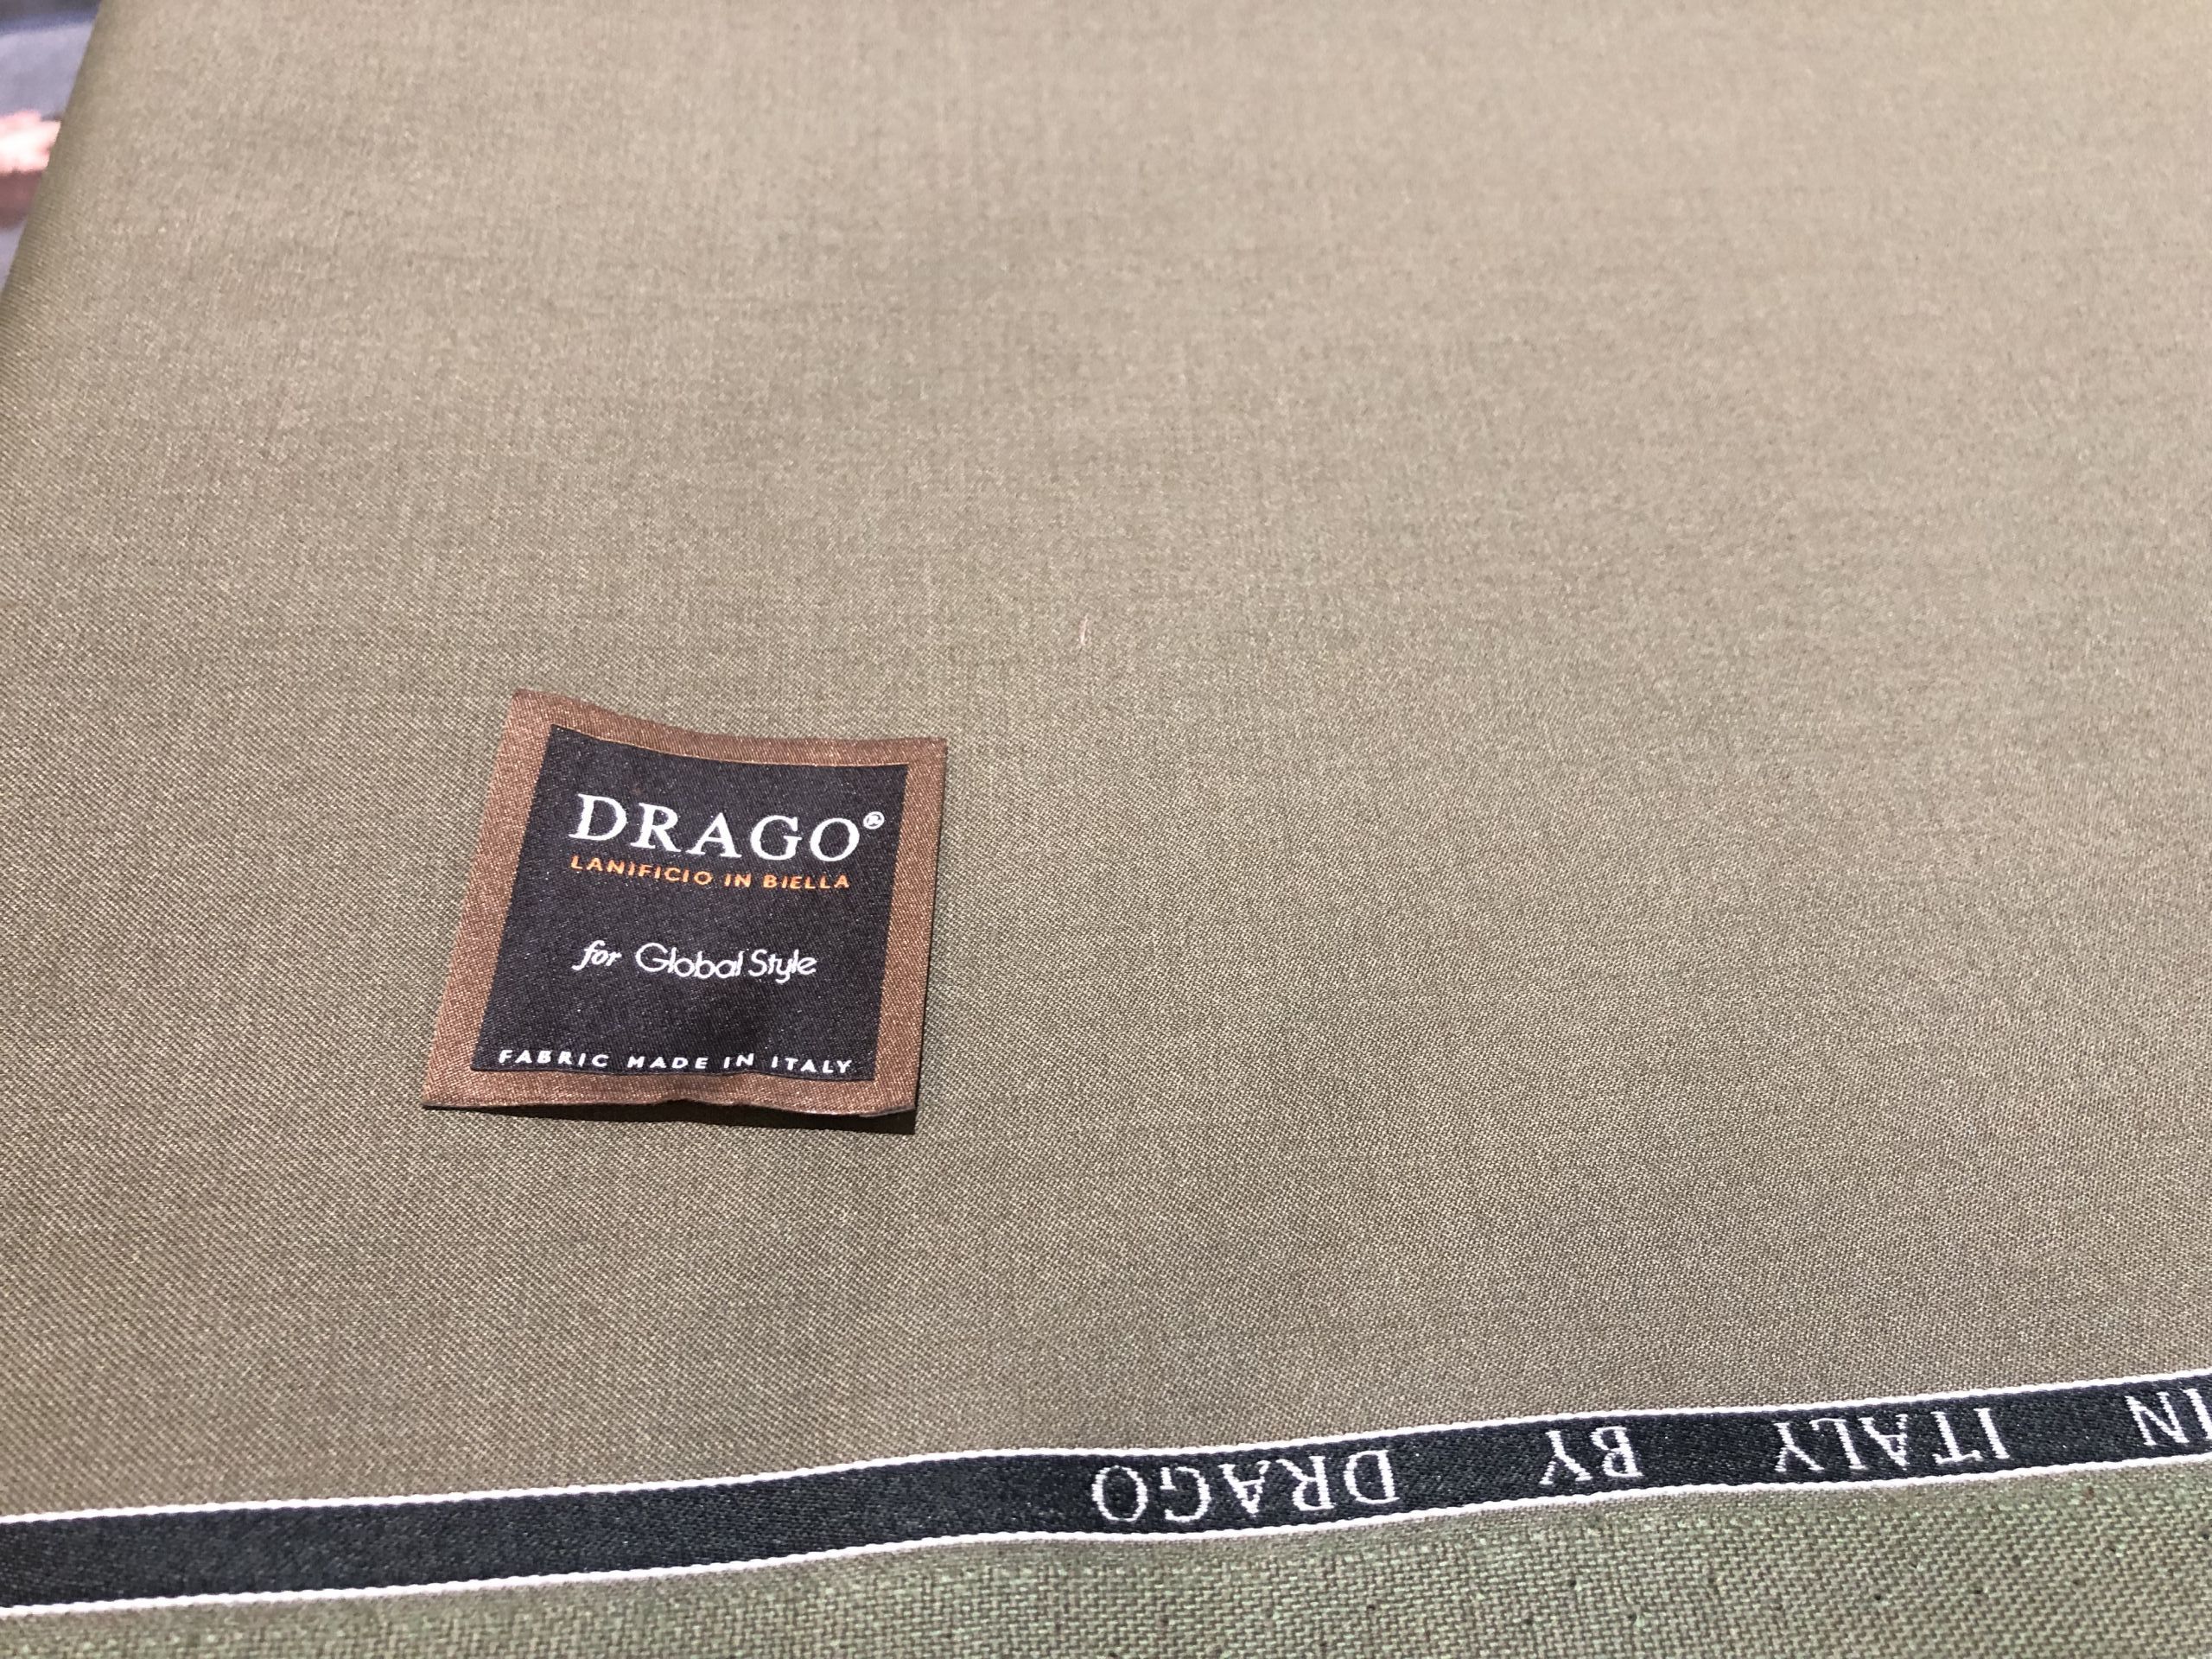 DRAGO®
LANIFICIO IN BIELLA
for Global Style
FABRIC MADE IN ITALY
IN ITALY BY DRAGO